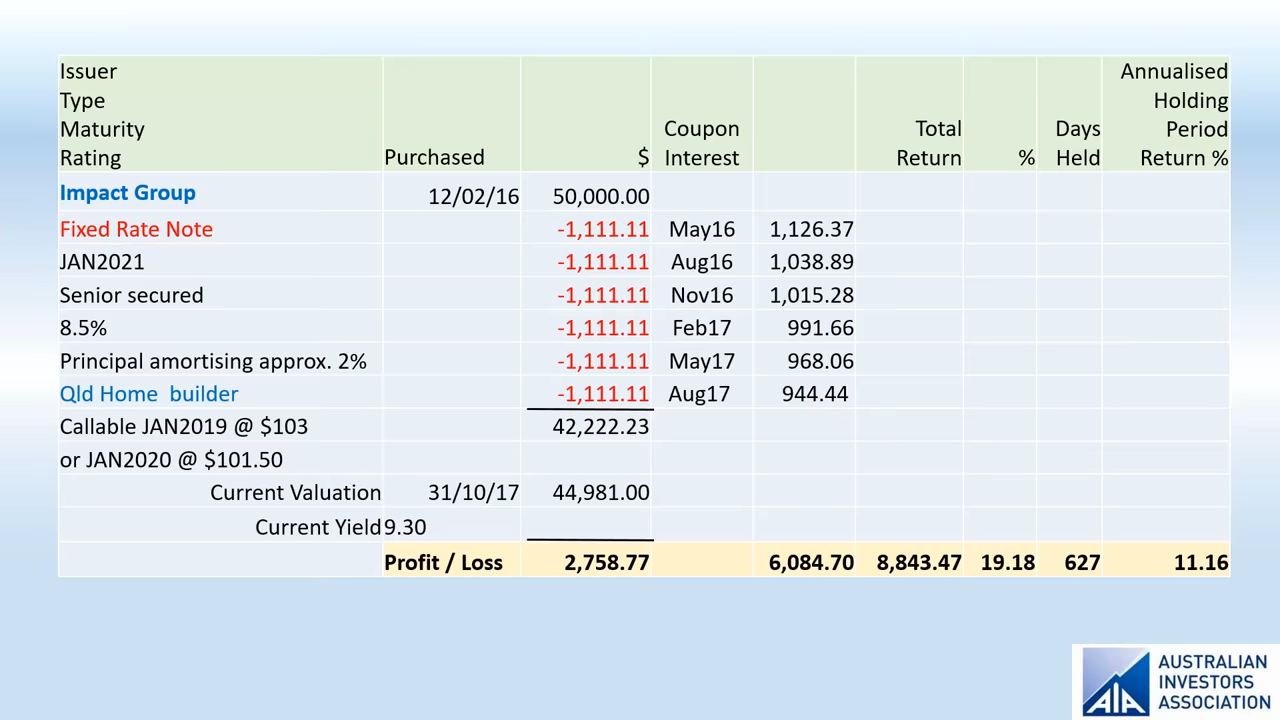 Issuer
Type
Maturity
Rating Purchased $ Coupon Interest Total Return % Days Held Annualised Holding Period Return %
Impact Group 12/02/16 50,000.00
Fixed Rate Note -1,111.11 May16 1,126.37
JAN2021 -1,111.11 Aug16 1,038.89
Senior secured -1,111.11 Nov16 1,015.28
8.5% -1,111.11 Feb17 991.66
Principal amortising approx. 2% -1,111.11 May17 968.06
Qld Home builder -1,111.11 Aug17 944.44
Callable JAN2019 @ $103 42,222.23
or JAN2020 @ $101.50
Current Valuation 31/10/17 44,981.00
Current Yield 9.30
Profit / Loss 2,758.77 6,084.70 8,843.47 19.18 627 11.16
AIA
AUSTRALIAN
INVESTORS
ASSOCIATION